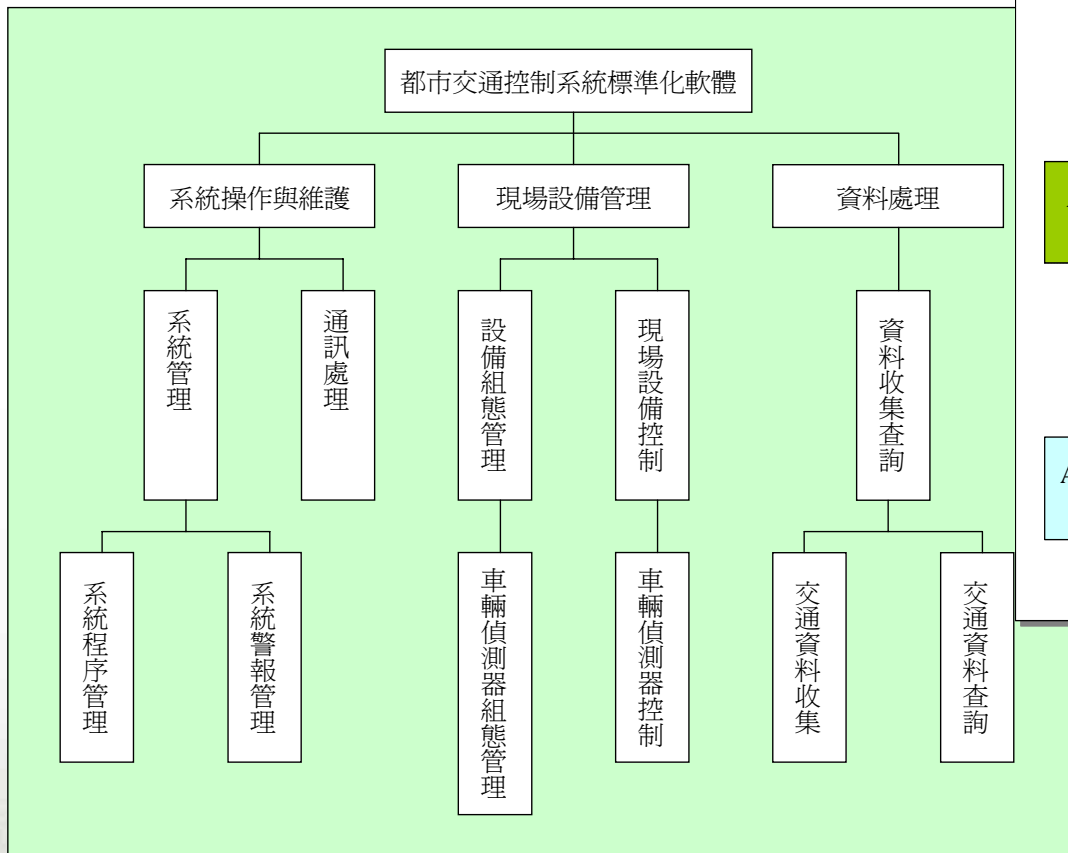 都市交通控制系統標準化軟體
系統操作與維護
現場設備管理
資料處理
系統管理
通訊處理
設備組態管理
現場設備控制
資料收集查詢
系統程序管理
系統警報管理
車輛偵測器組態管理
車輛偵測器控制
交通資料收集
交通資料查詢
A